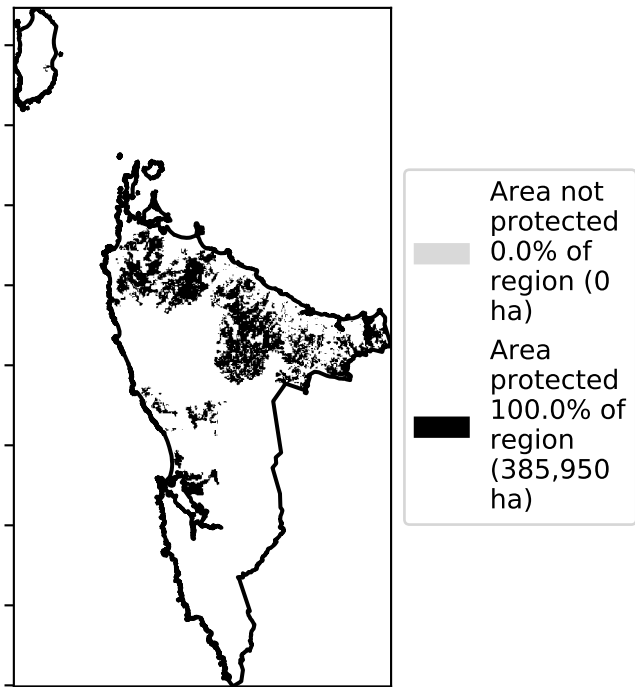 Area not
protected
0.0% of
region (0
ha)
Area
protected
100.0% of
region
(385,950
ha)